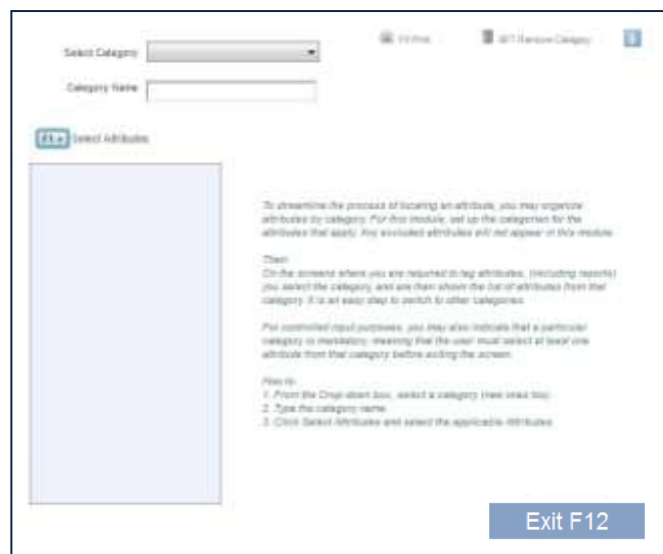 Select Category
Remove Category
Category Name
Select Attributes
To streamline the process of locating an attribute, you may organize
attributes by category. For this module, set up the categories for the
attributes that apply. Any excluded attributes will not appear in this module.
Then
On the screens where you are required to tag attributes, (including reports)
you select the category, and are then shown the list of attributes from that
category. It is an easy step to switch to other categories.
For controlled input purposes, you may also indicate that a particular
category is mandatory, meaning that the user must select at least one
attribute from that category before exiting the screen.
How to
1. From the Drop down box, select a category (new ones too)
2. Type the category name
3. Click Select Attributes and select the applicable Attributes
Exit F12